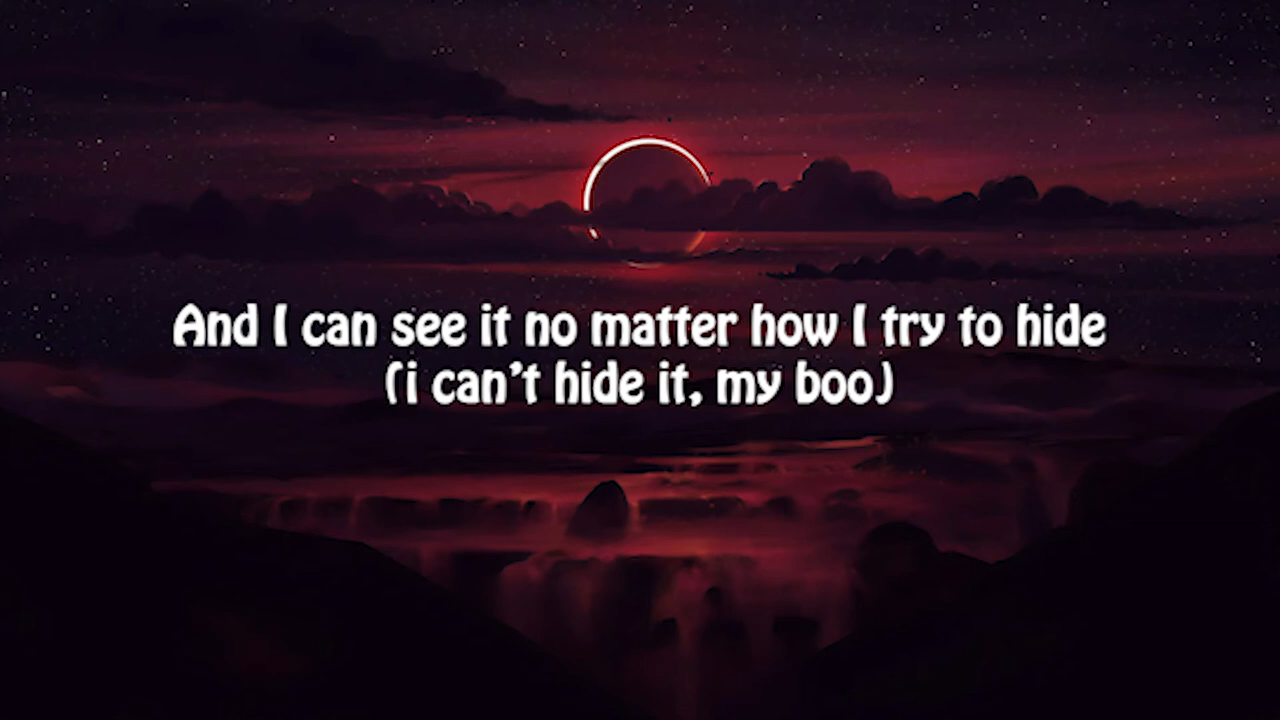 And I can see it no matter how I try to hide
(i can't hide it, my boo)